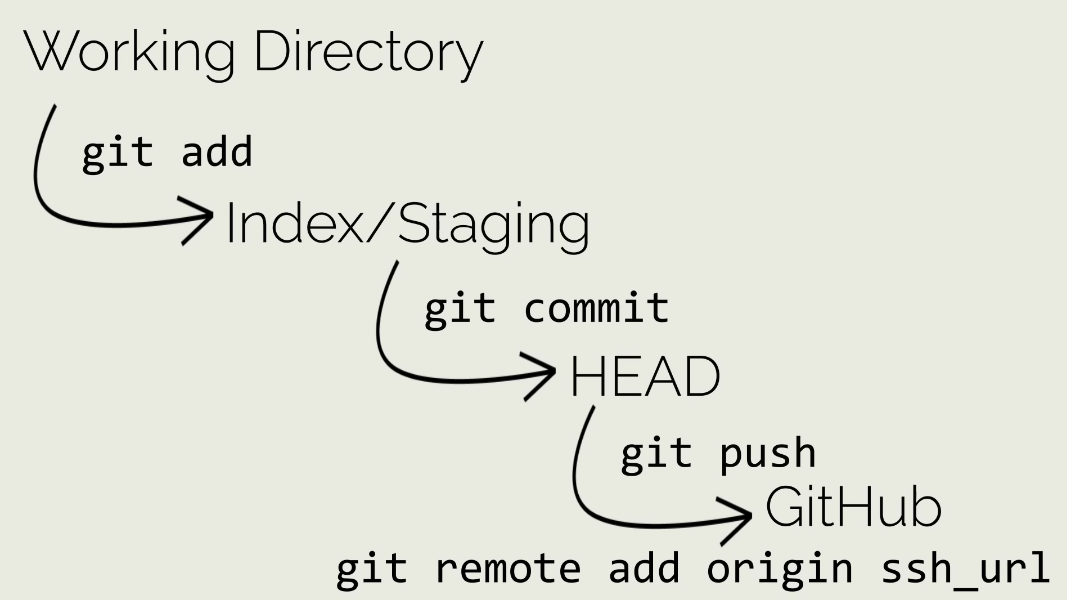 Working Directory
git add
Index/Staging
git commit
HEAD
git push
GitHub
git remote add origin ssh_url